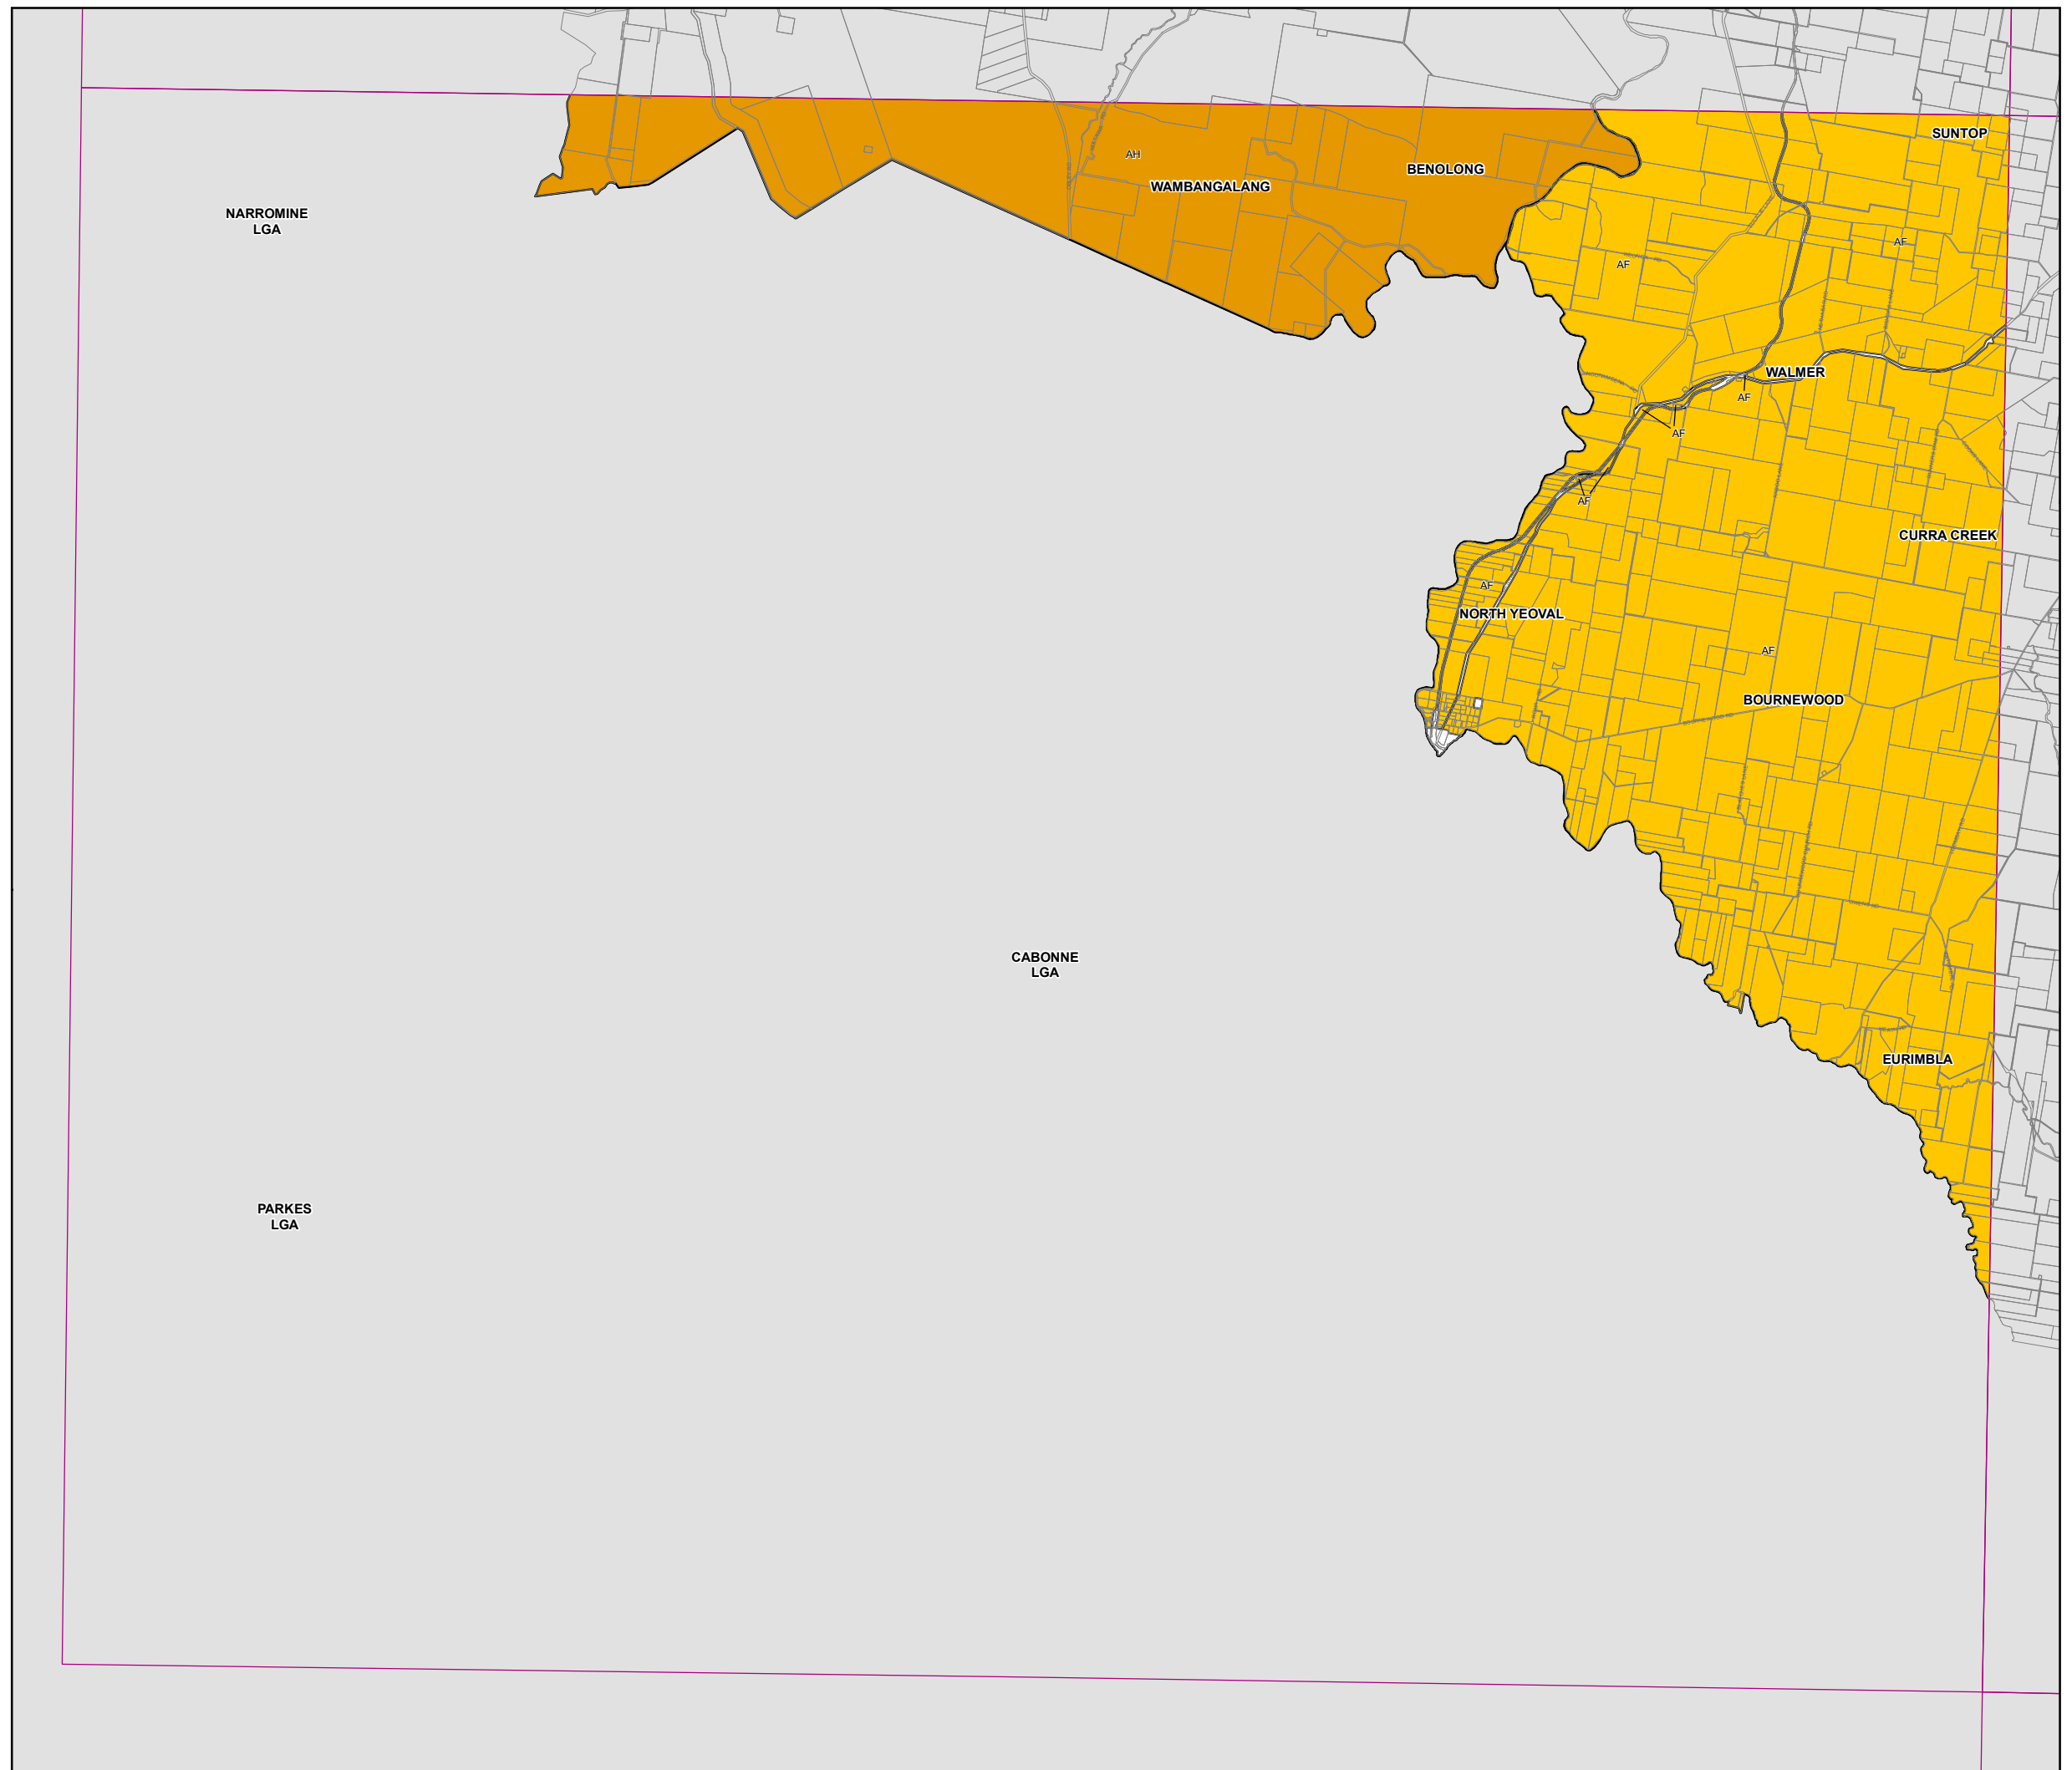 SUNTOP
AH
BENOLONG
WAMBANGALANG
NARROMINE
LGA
AF
AF
WALMER
AF
AF
AF
CURRA CREEK
AF
NORTH YEOVAL
AF
BOURNEWOOD
CABONNE
LGA
EURIMBLA
PARKES
LGA